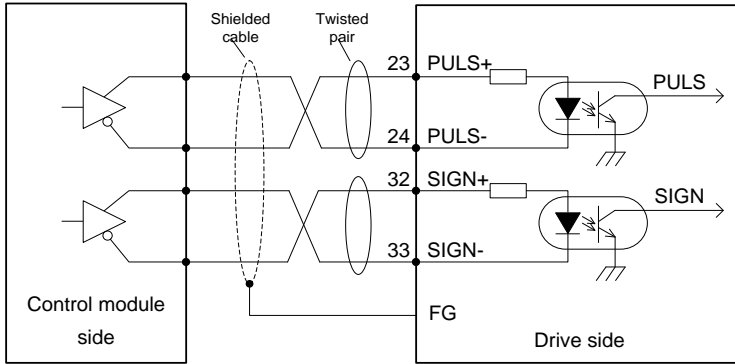 Shielded
cable
Twisted
pair
23 PULS+
PULS
24 PULS-
32 SIGN+
SIGN
33 SIGN-
FG
Control module
side
Drive side